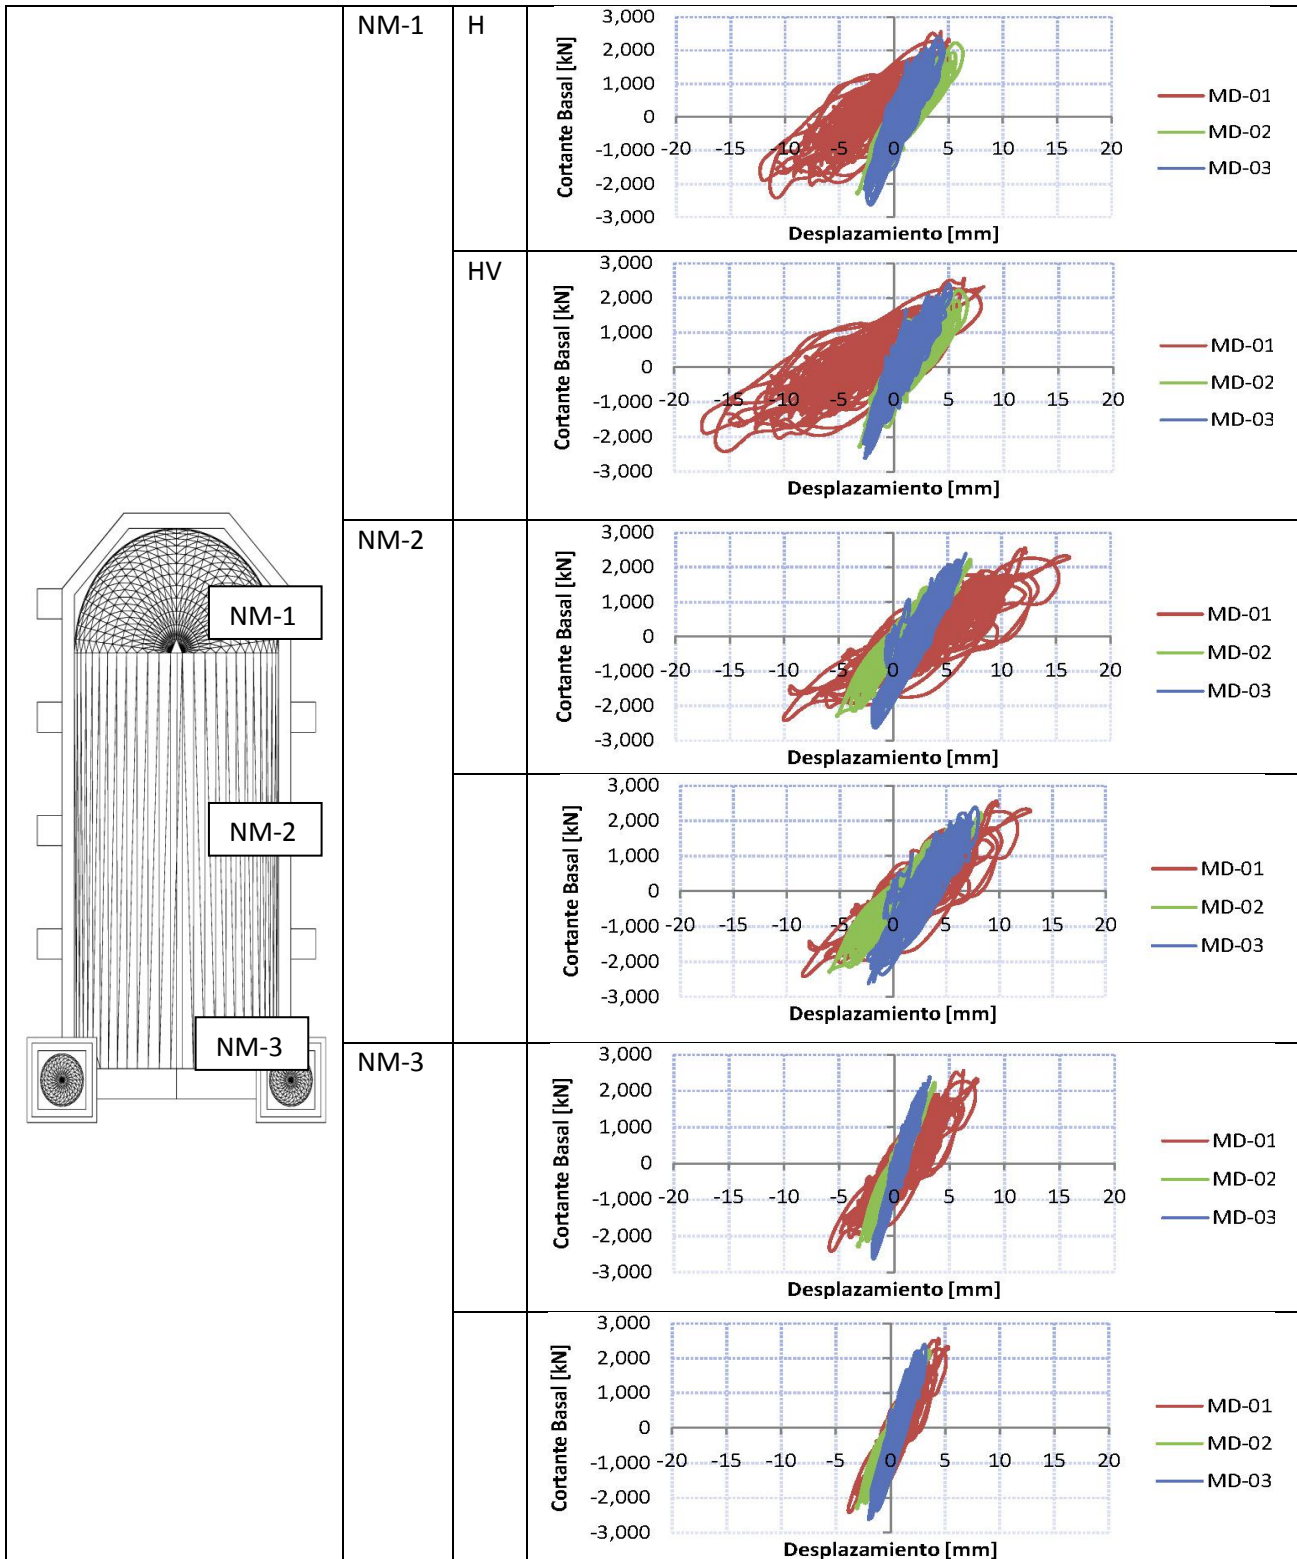 NM-1
H
Cortante Basal [kN]
3,000
2,000
1,000
0
-1,000
-2,000
-3,000
-20 -15 -10 -5 0 5 10 15 20
Desplazamiento [mm]
MD-01
MD-02
MD-03
HV
Cortante Basal [kN]
3,000
2,000
1,000
0
-1,000
-2,000
-3,000
-20 -15 -10 -5 0 5 10 15 20
Desplazamiento [mm]
MD-01
MD-02
MD-03
NM-2
Cortante Basal [kN]
3,000
2,000
1,000
0
-1,000
-2,000
-3,000
-20 -15 -10 -5 0 5 10 15 20
Desplazamiento [mm]
MD-01
MD-02
MD-03
Cortante Basal [kN]
3,000
2,000
1,000
0
-1,000
-2,000
-3,000
-20 -15 -10 -5 0 5 10 15 20
Desplazamiento [mm]
MD-01
MD-02
MD-03
NM-3
Cortante Basal [kN]
3,000
2,000
1,000
0
-1,000
-2,000
-3,000
-20 -15 -10 -5 0 5 10 15 20
Desplazamiento [mm]
MD-01
MD-02
MD-03
Cortante Basal [kN]
3,000
2,000
1,000
0
-1,000
-2,000
-3,000
-20 -15 -10 -5 0 5 10 15 20
Desplazamiento [mm]
MD-01
MD-02
MD-03
NM-1
NM-2
NM-3